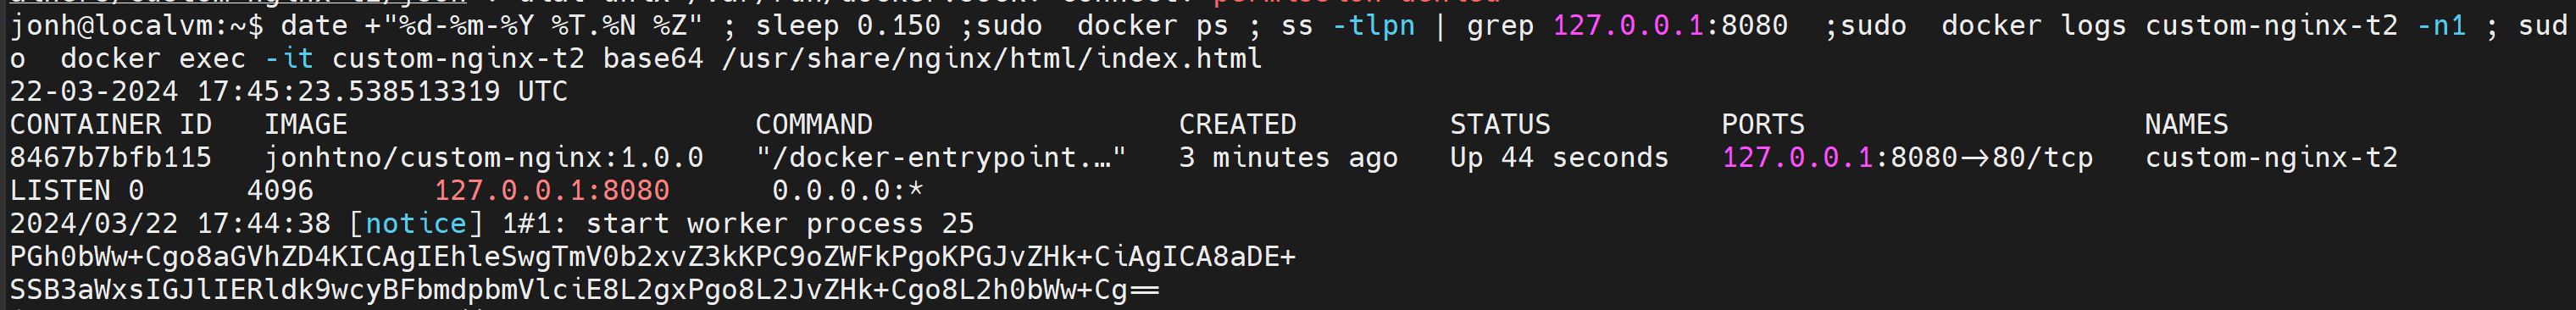 jonh@localvm:~$ date +"%d-%m-%Y %T.%N %Z" ; sleep 0.150 ;sudo  docker ps ; ss -tlpn | grep 127.0.0.1:8080  ;sudo  docker logs custom-nginx-t2 -n1 ; sud
o  docker exec -it custom-nginx-t2 base64 /usr/share/nginx/html/index.html
22-03-2024 17:45:23.538513319 UTC
CONTAINER ID   IMAGE                        COMMAND                  CREATED         STATUS          PORTS                    NAMES
8467b7bfb115   jonhtno/custom-nginx:1.0.0   "/docker-entrypoint.…"   3 minutes ago   Up 44 seconds   127.0.0.1:8080->80/tcp   custom-nginx-t2
LISTEN 0      4096       127.0.0.1:8080      0.0.0.0:*
2024/03/22 17:44:38 [notice] 1#1: start worker process 25
PGh0bWw+Cgo8aGVhZD4KICAgIEhleSwgTmV0b2xvZ3kKPC9oZWFkPgoKPGJvZHk+CiAgICA8aDE+
SSB3aWxsIGJlIERldk9wcyBFbmdpbmVlciE8L2gxPgo8L2JvZHk+Cgo8L2h0bWw+Cg==